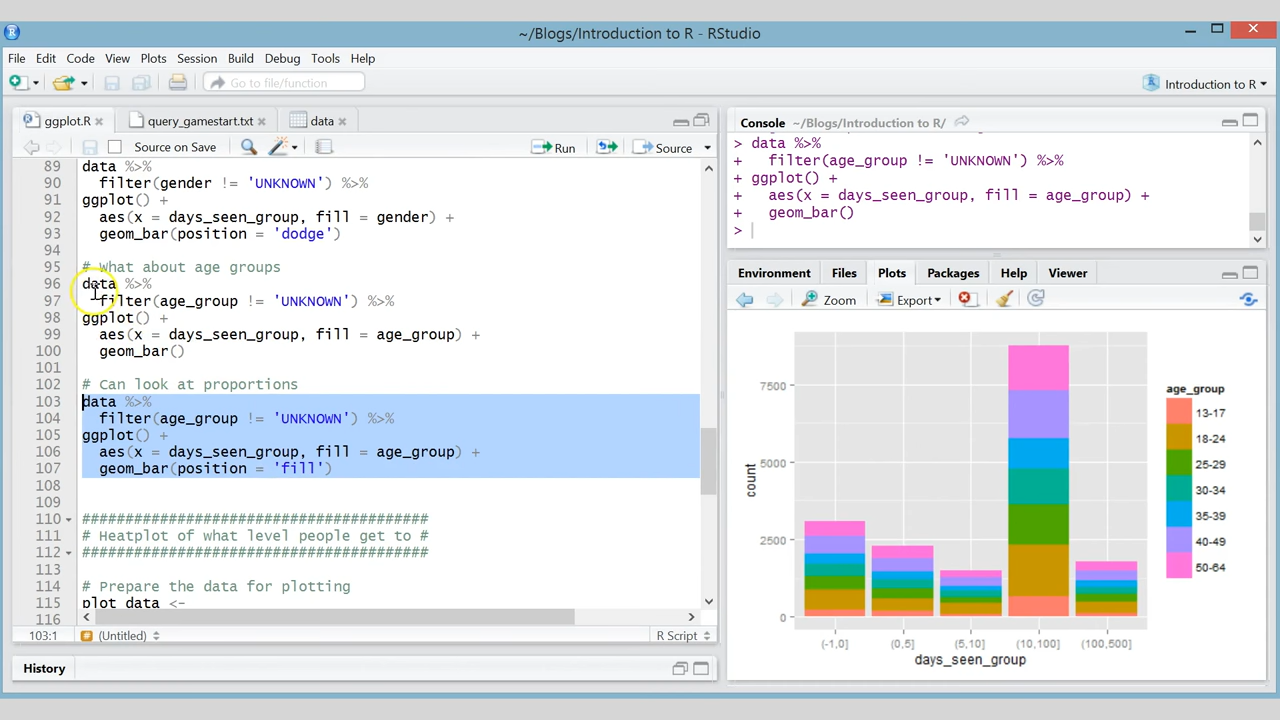 ~/Blogs/Introduction to R - RStudio
File Edit Code View Plots Session Build Debug Tools Help
Go to file/function
Introduction to R
ggplot.R
query_gamestart.txt
data
Source on Save
Run
Source
89 data %>%
90 filter(gender != 'UNKNOWN') %>%
91 ggplot() +
92 aes(x = days_seen_group, fill = gender) +
93 geom_bar(position = 'dodge')
94
95 # What about age groups
96 data %>%
97 filter(age_group != 'UNKNOWN') %>%
98 ggplot() +
99 aes(x = days_seen_group, fill = age_group) +
100 geom_bar()
101
102 # Can look at proportions
103 data %>%
104 filter(age_group != 'UNKNOWN') %>%
105 ggplot() +
106 aes(x = days_seen_group, fill = age_group) +
107 geom_bar(position = 'fill')
108
109
110 ########################################
111 # Heatplot of what level people get to #
112 ########################################
113
114 # Prepare the data for plotting
115 plot_data <-
116
103:1 (Untitled) R Script
History
Console ~/Blogs/Introduction to R/
> data %>%
+ filter(age_group != 'UNKNOWN') %>%
+ ggplot() +
+ aes(x = days_seen_group, fill = age_group) +
+ geom_bar()
>
Environment Files Plots Packages Help Viewer
Zoom Export
7500
5000
2500
0
count
(-1,0] (0,5] (5,10] (10,100] (100,500]
days_seen_group
age_group
13-17
18-24
25-29
30-34
35-39
40-49
50-64